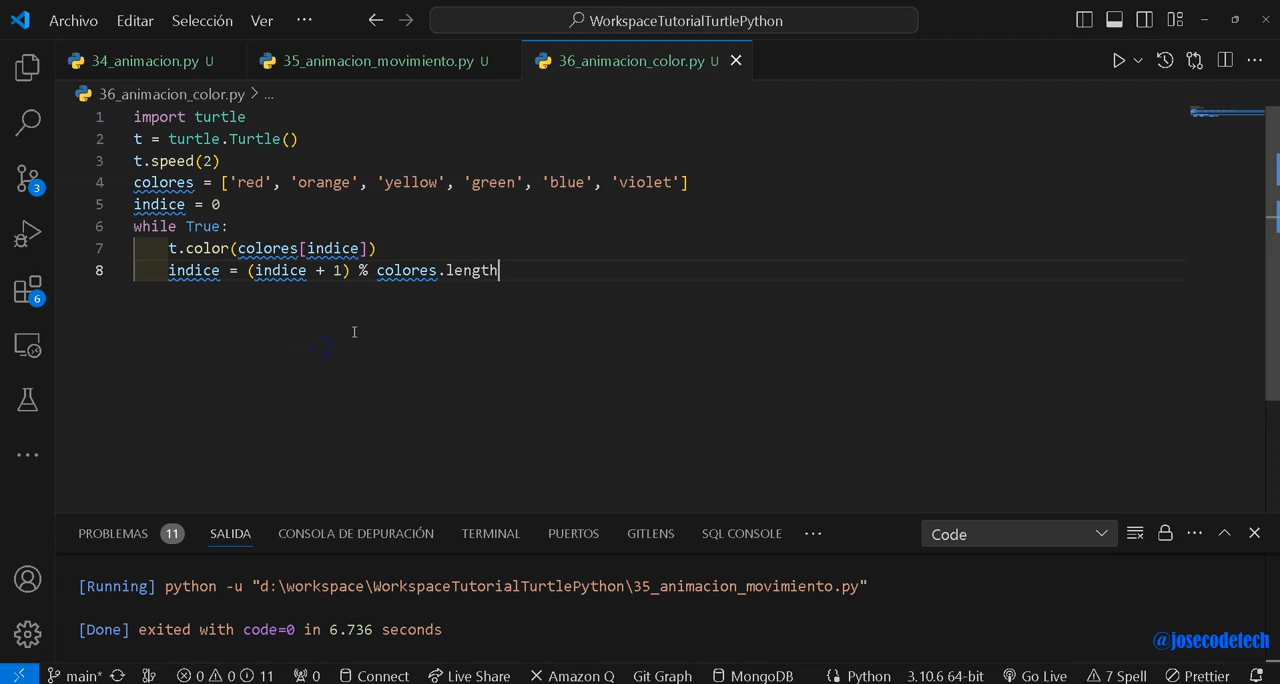 Archivo Editar Selección Ver ··· WorkspaceTutorialTurtlePython
34_animacion.py U 35_animacion_movimiento.py U 36_animacion_color.py U
36_animacion_color.py > ...
1 import turtle
2 t = turtle.Turtle()
3 t.speed(2)
4 colores = ['red', 'orange', 'yellow', 'green', 'blue', 'violet']
5 indice = 0
6 while True:
7 t.color(colores[indice])
8 indice = (indice + 1) % colores.length
3
6
PROBLEMAS 11 SALIDA CONSOLA DE DEPURACIÓN TERMINAL PUERTOS GITLENS SQL CONSOLE ··· Code
[Running] python -u "d:\workspace\WorkspaceTutorialTurtlePython\35_animacion_movimiento.py"
[Done] exited with code=0 in 6.736 seconds
@josecodetech
main* 0 0 11 0 Connect Live Share Amazon Q Git Graph MongoDB Python 3.10.6 64-bit Go Live 7 Spell Prettier